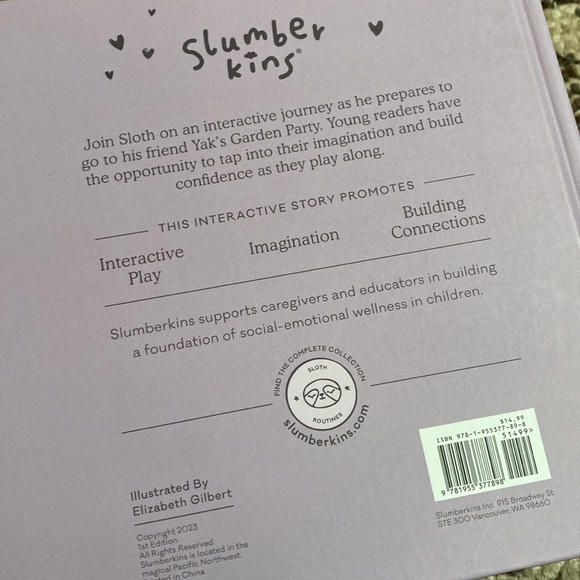 Slumber
kins®
Join Sloth on an interactive journey as he prepares to
go to his friend Yak's Garden Party. Young readers have
the opportunity to tap into their imagination and build
confidence as they play along.
THIS INTERACTIVE STORY PROMOTES
Interactive
Play
Imagination
Building
Connections
Slumberkins supports caregivers and educators in building
a foundation of social-emotional wellness in children.
FIND THE COMPLETE COLLECTION
SLOTH
ROUTINES
slumberkins.com
$14.99
ISBN 978-1-955377-89-8
51499>
9 781955 377898
Slumberkins Inc. 915 Broadway St.
STE 300 Vancouver, WA 98660
Illustrated By
Elizabeth Gilbert
Copyright 2023
1st Edition
All Rights Reserved.
Slumberkins is located in the
magical Pacific Northwest.
in China.